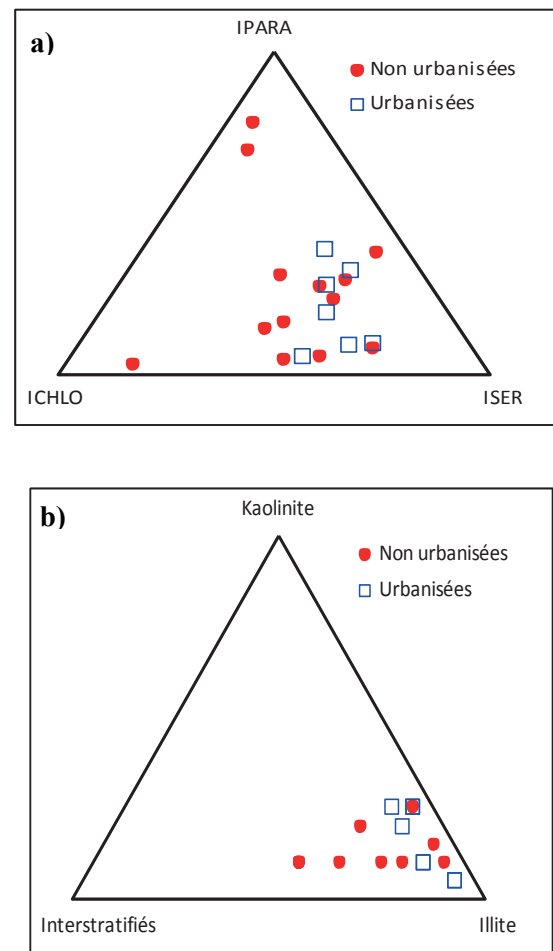 a)
IPARA
Non urbanisées
Urbanisées
ICHLO
ISER
b)
Kaolinite
Non urbanisées
Urbanisées
Interstratifiés
Illite